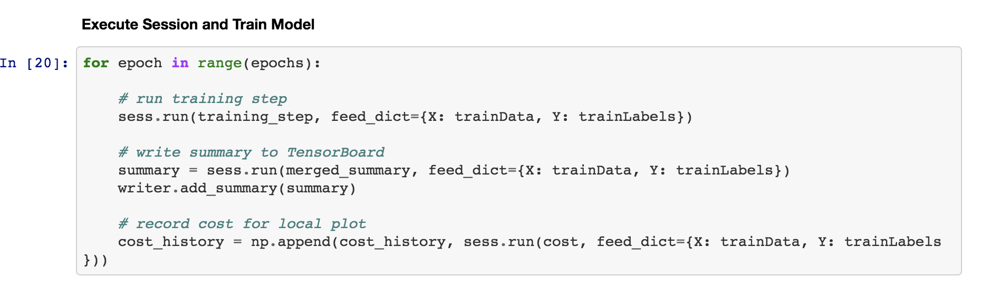 Execute Session and Train Model
In [20]: for epoch in range(epochs):
# run training step
sess.run(training_step, feed_dict={X: trainData, Y: trainLabels})
# write summary to TensorBoard
summary = sess.run(merged_summary, feed_dict={X: trainData, Y: trainLabels})
writer.add_summary(summary)
# record cost for local plot
cost_history = np.append(cost_history, sess.run(cost, feed_dict={X: trainData, Y: trainLabels
}))